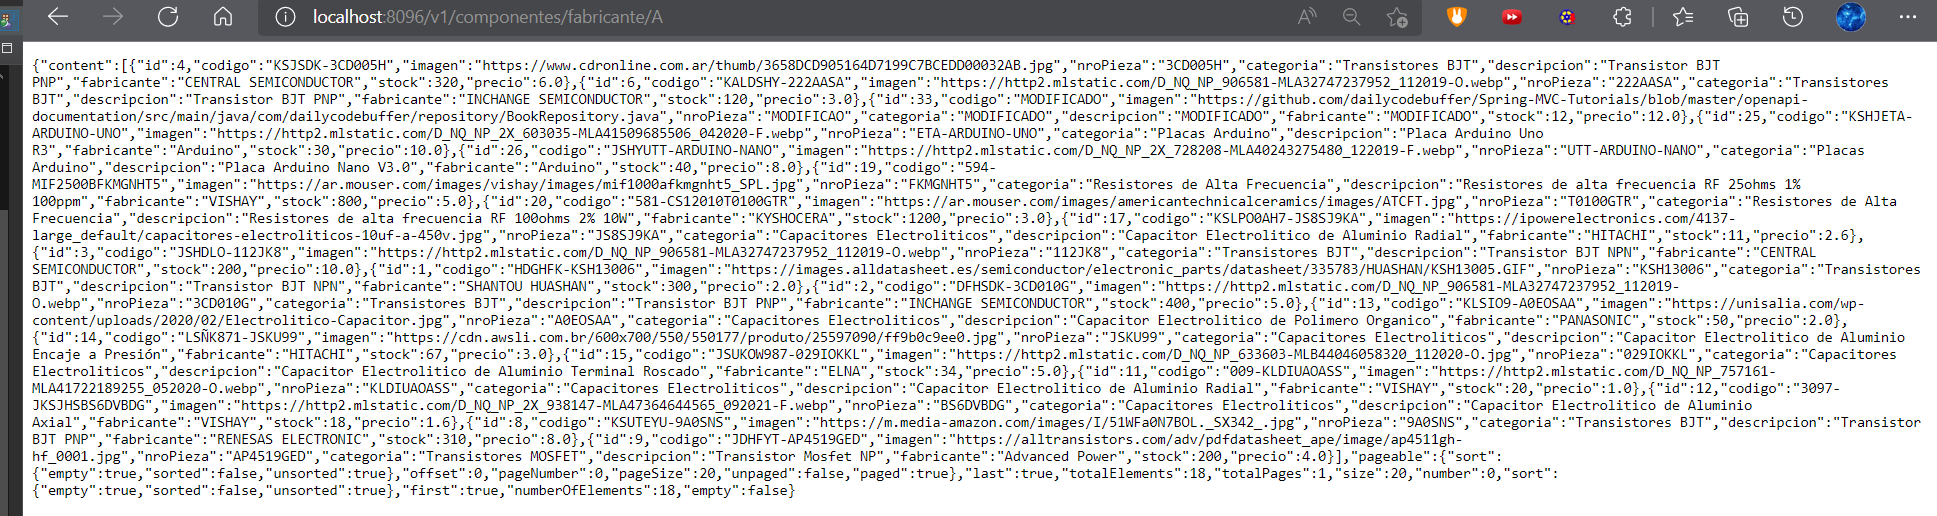 localhost:8096/v1/componentes/fabricante/A
{"content":[{"id":4,"codigo":"KSJSDK-3CD005H","imagen":"https://www.cdronline.com.ar/thumb/3658DCD905164D7199C7BCEDD00032AB.jpg","nroPieza":"3CD005H","categoria":"Transistores BJT","descripcion":"Transistor BJT
PNP","fabricante":"CENTRAL SEMICONDUCTOR","stock":320,"precio":6.0},{"id":6,"codigo":"KALDSHY-222AASA","imagen":"https://http2.mlstatic.com/D_NQ_NP_906581-MLA32747237952_112019-O.webp","nroPieza":"222AASA","categoria":"Transistores
BJT","descripcion":"Transistor BJT PNP","fabricante":"INCHANGE SEMICONDUCTOR","stock":120,"precio":3.0},{"id":33,"codigo":"MODIFICADO","imagen":"https://github.com/dailycodebuffer/Spring-MVC-Tutorials/blob/master/openapi-
documentation/src/main/java/com/dailycodebuffer/repository/BookRepository.java","nroPieza":"MODIFICAO","categoria":"MODIFICADO","descripcion":"MODIFICADO","fabricante":"MODIFICADO","stock":12,"precio":12.0},{"id":25,"codigo":"KSHJETA-
ARDUINO-UNO","imagen":"https://http2.mlstatic.com/D_NQ_NP_2X_603035-MLA41509685506_042020-F.webp","nroPieza":"ETA-ARDUINO-UNO","categoria":"Placas Arduino","descripcion":"Placa Arduino Uno
R3","fabricante":"Arduino","stock":30,"precio":10.0},{"id":26,"codigo":"JSHYUTT-ARDUINO-NANO","imagen":"https://http2.mlstatic.com/D_NQ_NP_2X_728208-MLA40243275480_122019-F.webp","nroPieza":"UTT-ARDUINO-NANO","categoria":"Placas
Arduino","descripcion":"Placa Arduino Nano V3.0","fabricante":"Arduino","stock":40,"precio":8.0},{"id":19,"codigo":"594-
MIF2500BFKMGNHT5","imagen":"https://ar.mouser.com/images/vishay/images/mif1000afkmgnht5_SPL.jpg","nroPieza":"FKMGNHT5","categoria":"Resistores de Alta Frecuencia","descripcion":"Resistores de alta frecuencia RF 25ohms 1%
100ppm","fabricante":"VISHAY","stock":800,"precio":5.0},{"id":20,"codigo":"581-CS12010T0100GTR","imagen":"https://ar.mouser.com/images/americantechnicalceramics/images/ATCFT.jpg","nroPieza":"T0100GTR","categoria":"Resistores de Alta
Frecuencia","descripcion":"Resistores de alta frecuencia RF 100ohms 2% 10W","fabricante":"KYSHOCERA","stock":1200,"precio":3.0},{"id":17,"codigo":"KSLPO0AH7-JS8SJ9KA","imagen":"https://ipowerelectronics.com/4137-
large_default/capacitores-electroliticos-10uf-a-450v.jpg","nroPieza":"JS8SJ9KA","categoria":"Capacitores Electroliticos","descripcion":"Capacitor Electrolitico de Aluminio Radial","fabricante":"HITACHI","stock":11,"precio":2.6},
{"id":3,"codigo":"JSHDLO-112JK8","imagen":"https://http2.mlstatic.com/D_NQ_NP_906581-MLA32747237952_112019-O.webp","nroPieza":"112JK8","categoria":"Transistores BJT","descripcion":"Transistor BJT NPN","fabricante":"CENTRAL
SEMICONDUCTOR","stock":200,"precio":10.0},{"id":1,"codigo":"HDGHFK-KSH13006","imagen":"https://images.alldatasheet.es/semiconductor/electronic_parts/datasheet/335783/HUASHAN/KSH13005.GIF","nroPieza":"KSH13006","categoria":"Transistores
BJT","descripcion":"Transistor BJT NPN","fabricante":"SHANTOU HUASHAN","stock":300,"precio":2.0},{"id":2,"codigo":"DFHSDK-3CD010G","imagen":"https://http2.mlstatic.com/D_NQ_NP_906581-MLA32747237952_112019-
O.webp","nroPieza":"3CD010G","categoria":"Transistores BJT","descripcion":"Transistor BJT PNP","fabricante":"INCHANGE SEMICONDUCTOR","stock":400,"precio":5.0},{"id":13,"codigo":"KLSIO9-A0EOSAA","imagen":"https://unisalia.com/wp-
content/uploads/2020/02/Electrolitico-Capacitor.jpg","nroPieza":"A0EOSAA","categoria":"Capacitores Electroliticos","descripcion":"Capacitor Electrolitico de Polimero Organico","fabricante":"PANASONIC","stock":50,"precio":2.0},
{"id":14,"codigo":"LSÑK871-JSKU99","imagen":"https://cdn.awsli.com.br/600x700/550/550177/produto/25597090/ff9b0c9ee0.jpg","nroPieza":"JSKU99","categoria":"Capacitores Electroliticos","descripcion":"Capacitor Electrolitico de Aluminio
Encaje a Presión","fabricante":"HITACHI","stock":67,"precio":3.0},{"id":15,"codigo":"JSUKOW987-029IOKKL","imagen":"https://http2.mlstatic.com/D_NQ_NP_633603-MLB44046058320_112020-O.jpg","nroPieza":"029IOKKL","categoria":"Capacitores
Electroliticos","descripcion":"Capacitor Electrolitico de Aluminio Terminal Roscado","fabricante":"ELNA","stock":34,"precio":5.0},{"id":11,"codigo":"009-KLDIUAOASS","imagen":"https://http2.mlstatic.com/D_NQ_NP_757161-
MLA41722189255_052020-O.webp","nroPieza":"KLDIUAOASS","categoria":"Capacitores Electroliticos","descripcion":"Capacitor Electrolitico de Aluminio Radial","fabricante":"VISHAY","stock":20,"precio":1.0},{"id":12,"codigo":"3097-
JKSJHSBS6DVBDG","imagen":"https://http2.mlstatic.com/D_NQ_NP_2X_938147-MLA47364644565_092021-F.webp","nroPieza":"BS6DVBDG","categoria":"Capacitores Electroliticos","descripcion":"Capacitor Electrolitico de Aluminio
Axial","fabricante":"VISHAY","stock":18,"precio":1.6},{"id":8,"codigo":"KSUTEYU-9A0SNS","imagen":"https://m.media-amazon.com/images/I/51WFa0N7BOL._SX342_.jpg","nroPieza":"9A0SNS","categoria":"Transistores BJT","descripcion":"Transistor
BJT PNP","fabricante":"RENESAS ELECTRONIC","stock":310,"precio":8.0},{"id":9,"codigo":"JDHFYT-AP4519GED","imagen":"https://alltransistors.com/adv/pdfdatasheet_ape/image/ap4511gh-
hf_0001.jpg","nroPieza":"AP4519GED","categoria":"Transistores MOSFET","descripcion":"Transistor Mosfet NP","fabricante":"Advanced Power","stock":200,"precio":4.0}],"pageable":{"sort":
{"empty":true,"sorted":false,"unsorted":true},"offset":0,"pageNumber":0,"pageSize":20,"unpaged":false,"paged":true},"last":true,"totalElements":18,"totalPages":1,"size":20,"number":0,"sort":
{"empty":true,"sorted":false,"unsorted":true},"first":true,"numberOfElements":18,"empty":false}